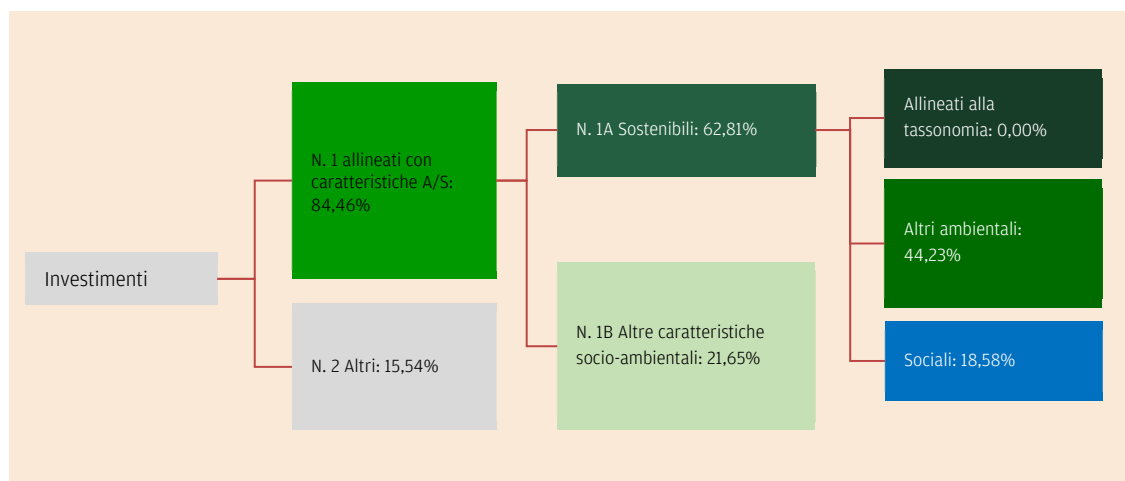 Investimenti
N. 1 allineati con
caratteristiche A/S:
84,46%
N. 2 Altri: 15,54%
N. 1A Sostenibili: 62,81%
N. 1B Altre caratteristiche
socio-ambientali: 21,65%
Allineati alla
tassonomia: 0,00%
Altri ambientali:
44,23%
Sociali: 18,58%